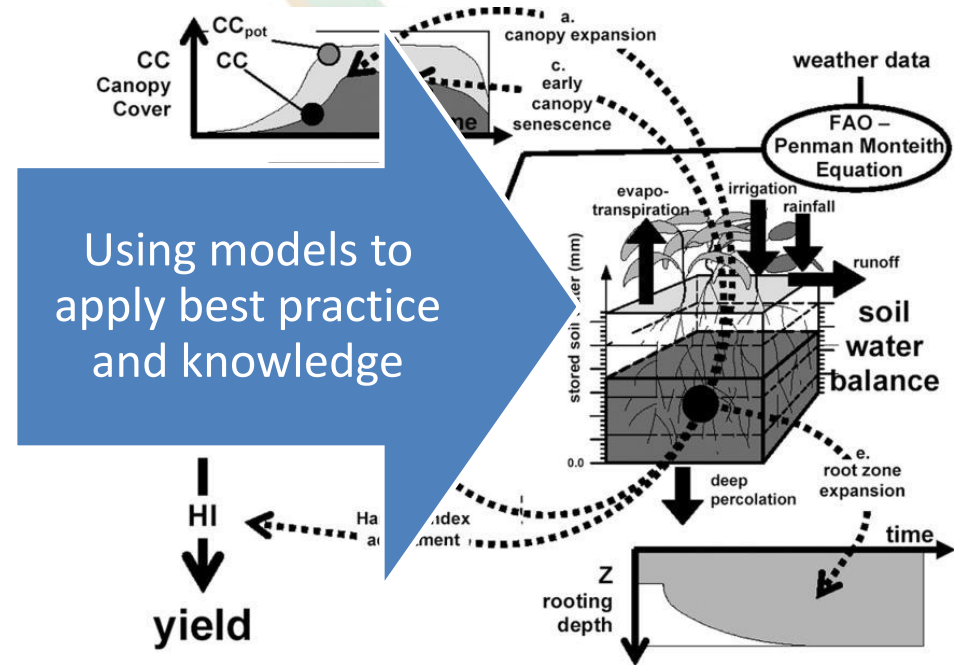 CCpot
CC
CC
Canopy
Cover
a.
canopy expansion
c.
early
canopy
senescence
weather data
FAO –
Penman Monteith
Equation
Using models to
apply best practice
and knowledge
evapo-
transpiration
irrigation
rainfall
runoff
stored soil
(mm)
0.0
soil
water
balance
deep
percolation
e.
root zone
expansion
HI
yield
time
Z
rooting
depth